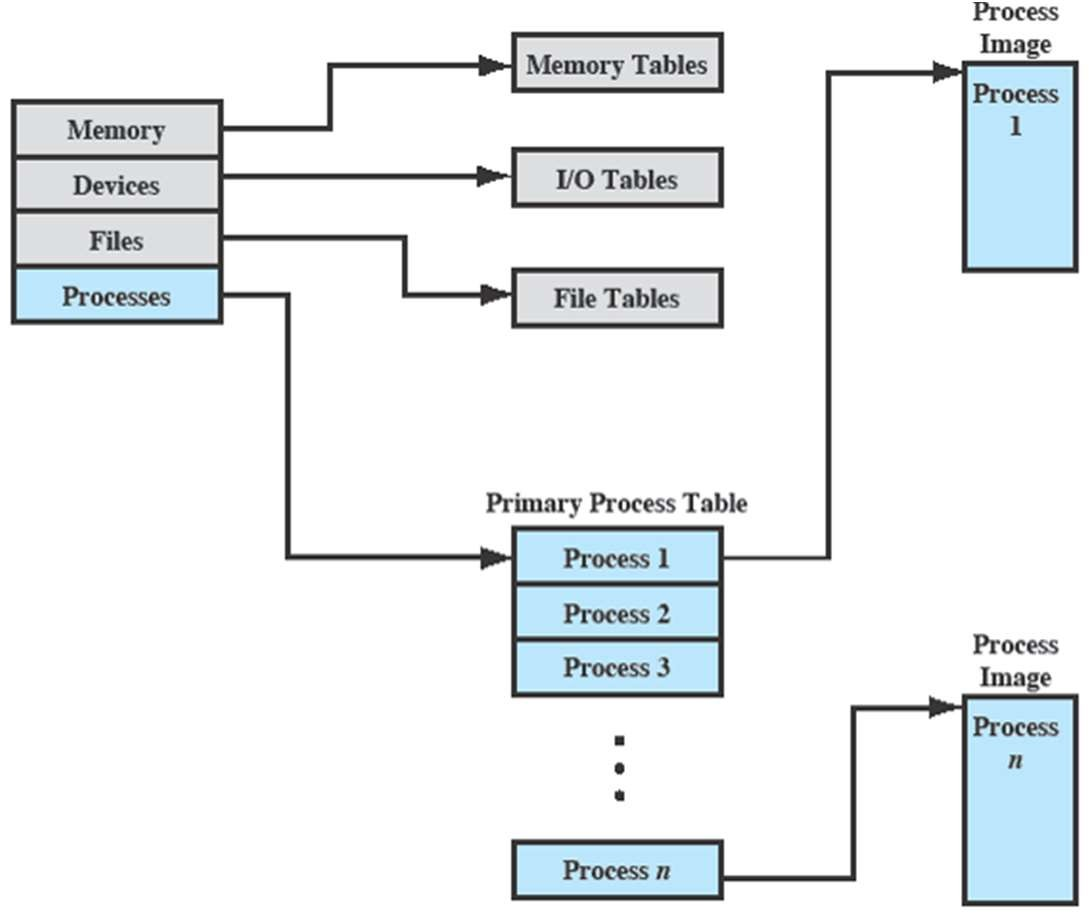 Memory
Devices
Files
Processes
Memory Tables
I/O Tables
File Tables
Primary Process Table
Process 1
Process 2
Process 3
Process n
Process
Image
Process
1
Process
Image
Process
n